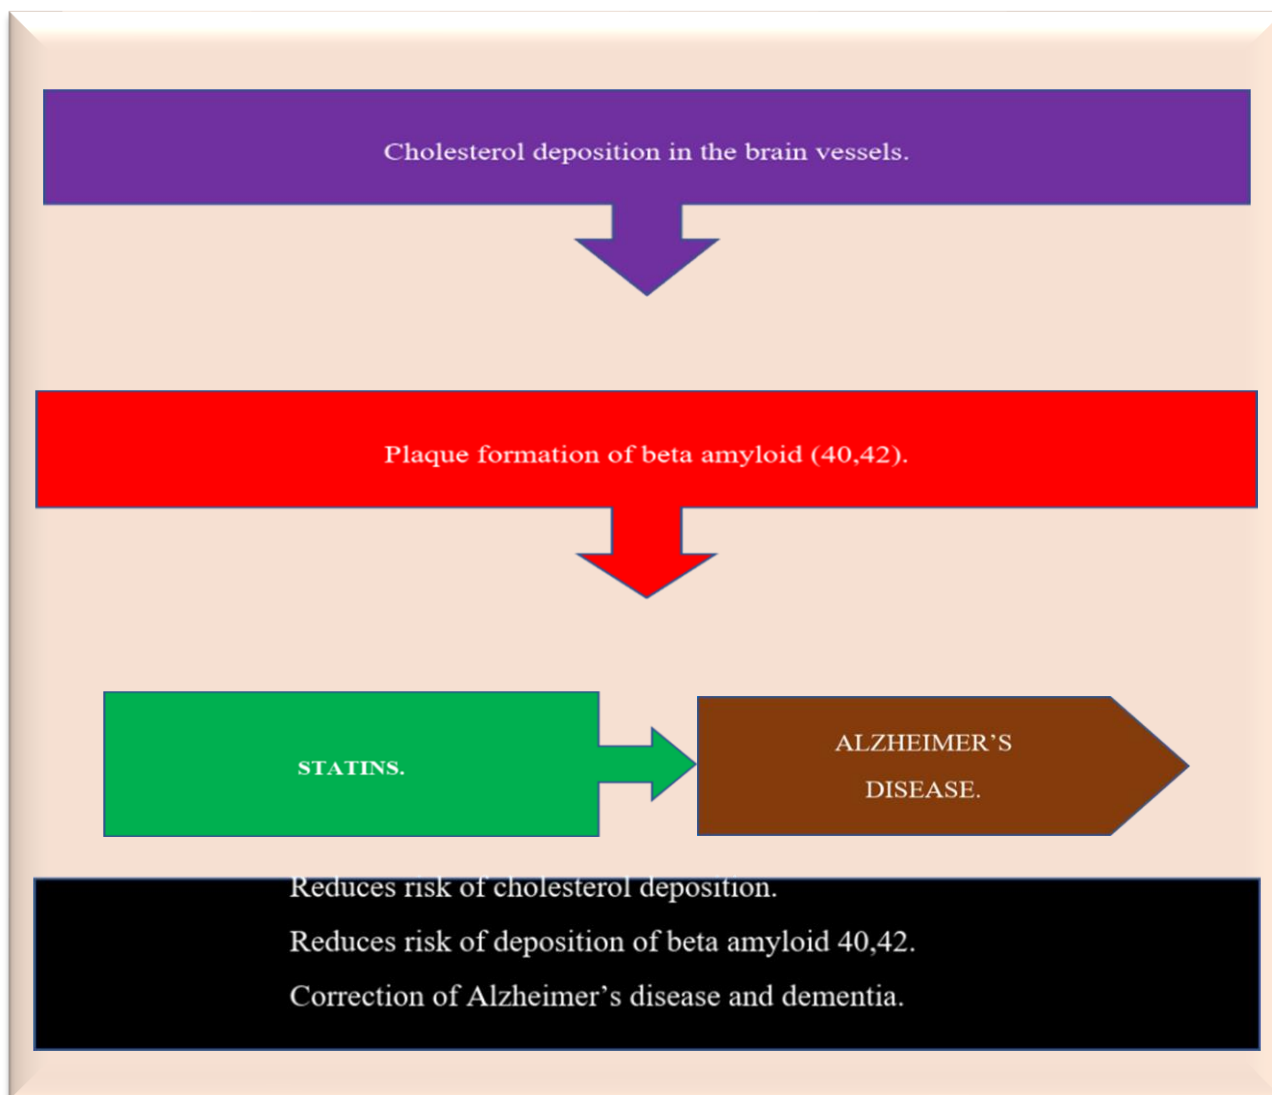 Cholesterol deposition in the brain vessels.
Plaque formation of beta amyloid (40,42).
STATINS.
ALZHEIMER’S
DISEASE.
Reduces risk of cholesterol deposition.
Reduces risk of deposition of beta amyloid 40,42.
Correction of Alzheimer’s disease and dementia.